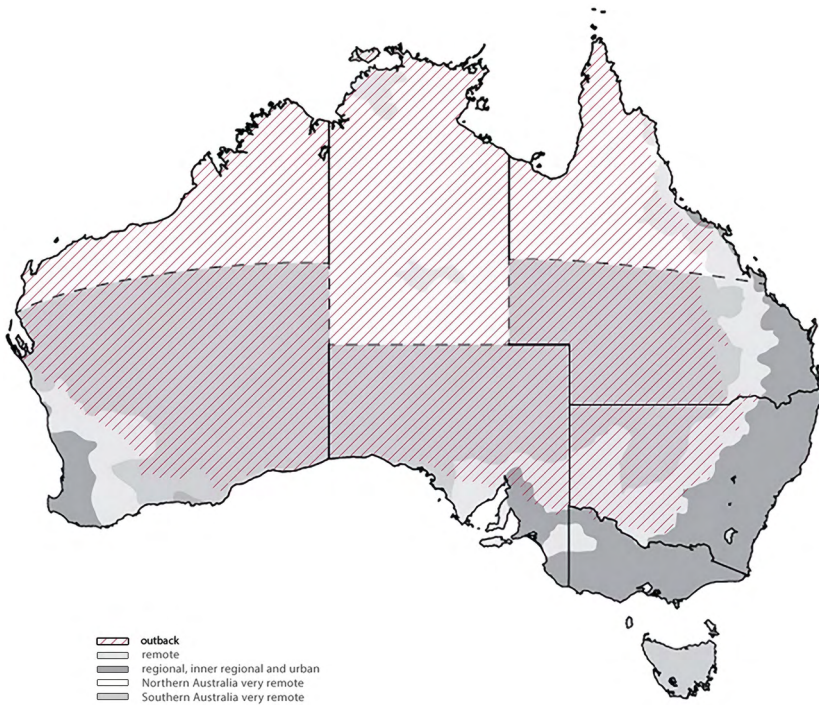 outback
remote
regional, inner regional and urban
Northern Australia very remote
Southern Australia very remote